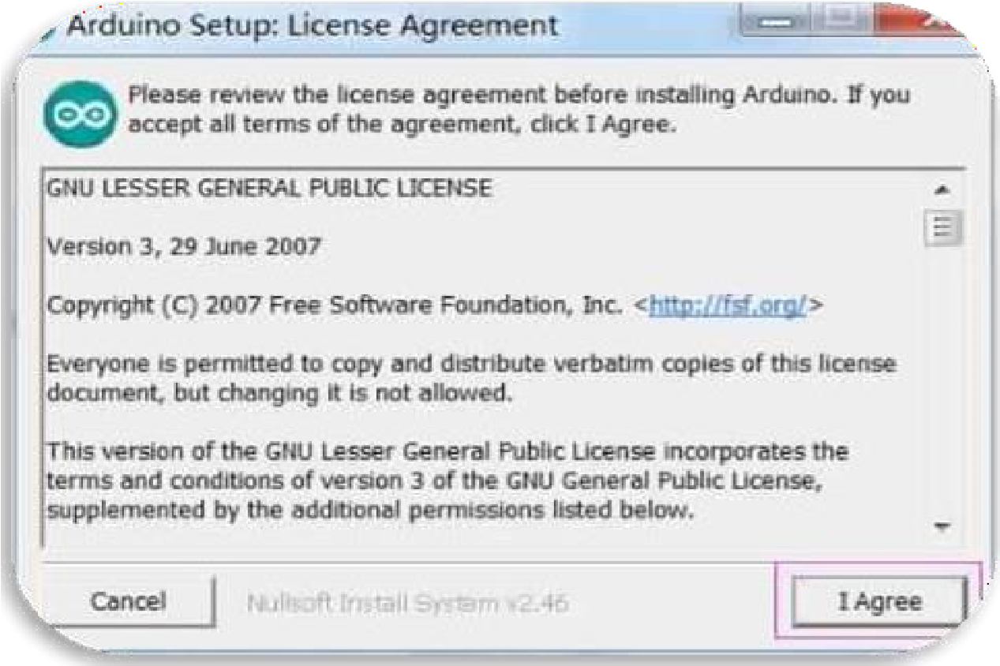 Arduino Setup: License Agreement
Please review the license agreement before installing Arduino. If you
accept all terms of the agreement, click I Agree.
GNU LESSER GENERAL PUBLIC LICENSE
Version 3, 29 June 2007
Copyright (C) 2007 Free Software Foundation, Inc. <http://fsf.org/>
Everyone is permitted to copy and distribute verbatim copies of this license
document, but changing it is not allowed.
This version of the GNU Lesser General Public License incorporates the
terms and conditions of version 3 of the GNU General Public License,
supplemented by the additional permissions listed below.
Cancel
Nullsoft Install System v2.46
I Agree